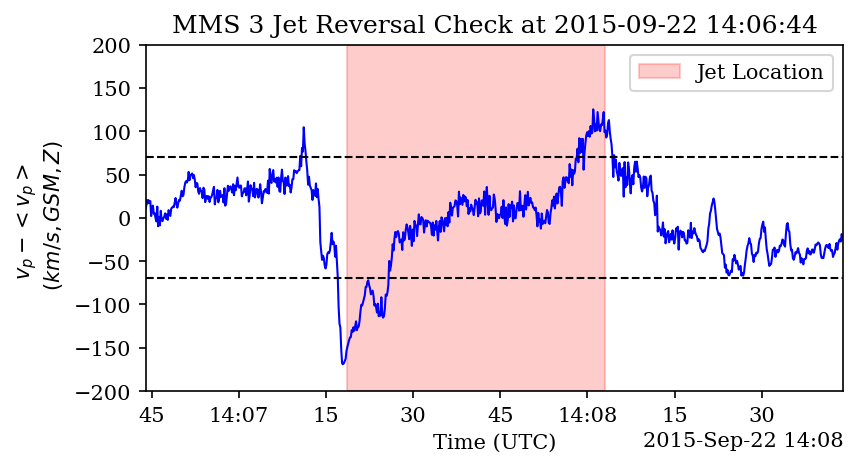 MMS 3 Jet Reversal Check at 2015-09-22 14:06:44
200
150
100
50
0
−50
−100
−150
−200
v_p − < v_p >
(km/s, GSM, Z)
Jet Location
45 14:07 15 30 45 14:08 15 30
Time (UTC)
2015-Sep-22 14:08